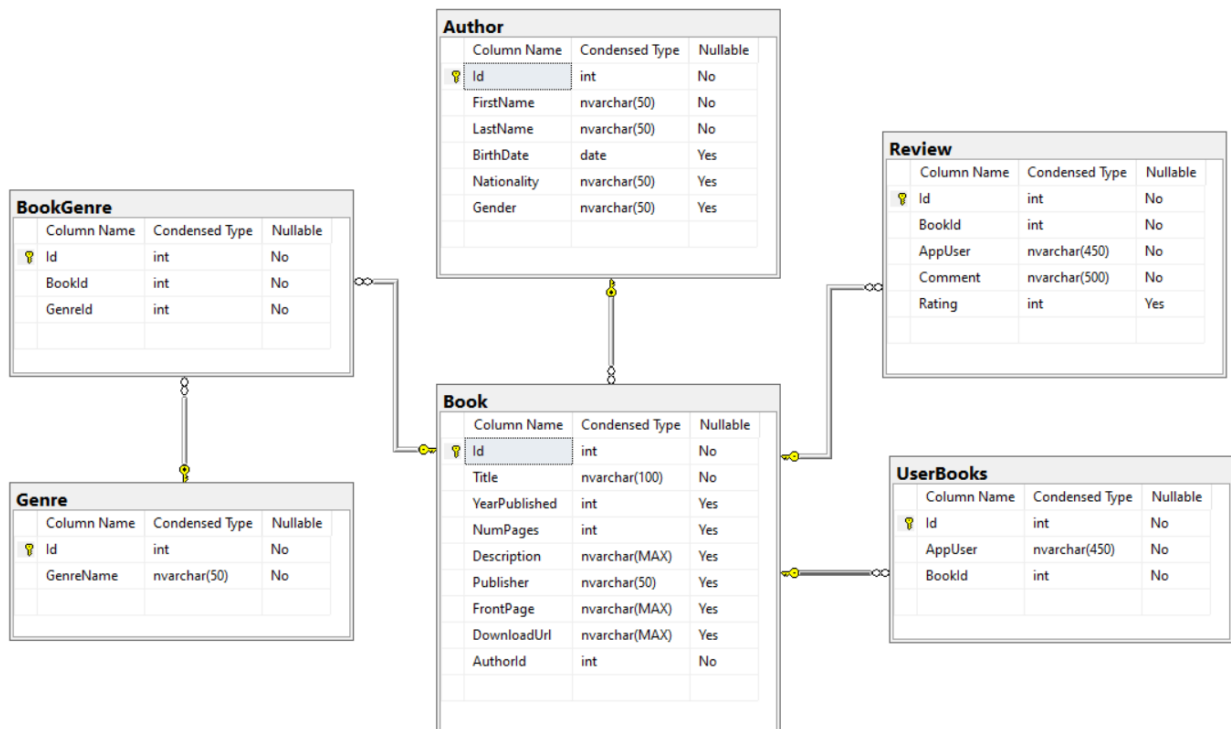 Author
Column Name Condensed Type Nullable
Id int No
FirstName nvarchar(50) No
LastName nvarchar(50) No
BirthDate date Yes
Nationality nvarchar(50) Yes
Gender nvarchar(50) Yes
Review
Column Name Condensed Type Nullable
Id int No
BookId int No
AppUser nvarchar(450) No
Comment nvarchar(500) No
Rating int Yes
BookGenre
Column Name Condensed Type Nullable
Id int No
BookId int No
GenreId int No
Book
Column Name Condensed Type Nullable
Id int No
Title nvarchar(100) No
YearPublished int Yes
NumPages int Yes
Description nvarchar(MAX) Yes
Publisher nvarchar(50) Yes
FrontPage nvarchar(MAX) Yes
DownloadUrl nvarchar(MAX) Yes
AuthorId int No
UserBooks
Column Name Condensed Type Nullable
Id int No
AppUser nvarchar(450) No
BookId int No
Genre
Column Name Condensed Type Nullable
Id int No
GenreName nvarchar(50) No